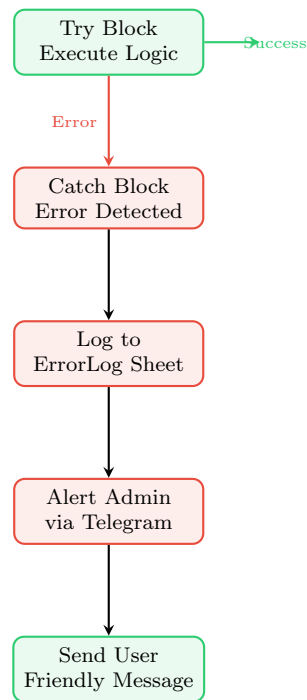 Try Block
Execute Logic
Success
Error
Catch Block
Error Detected
Log to
ErrorLog Sheet
Alert Admin
via Telegram
Send User
Friendly Message